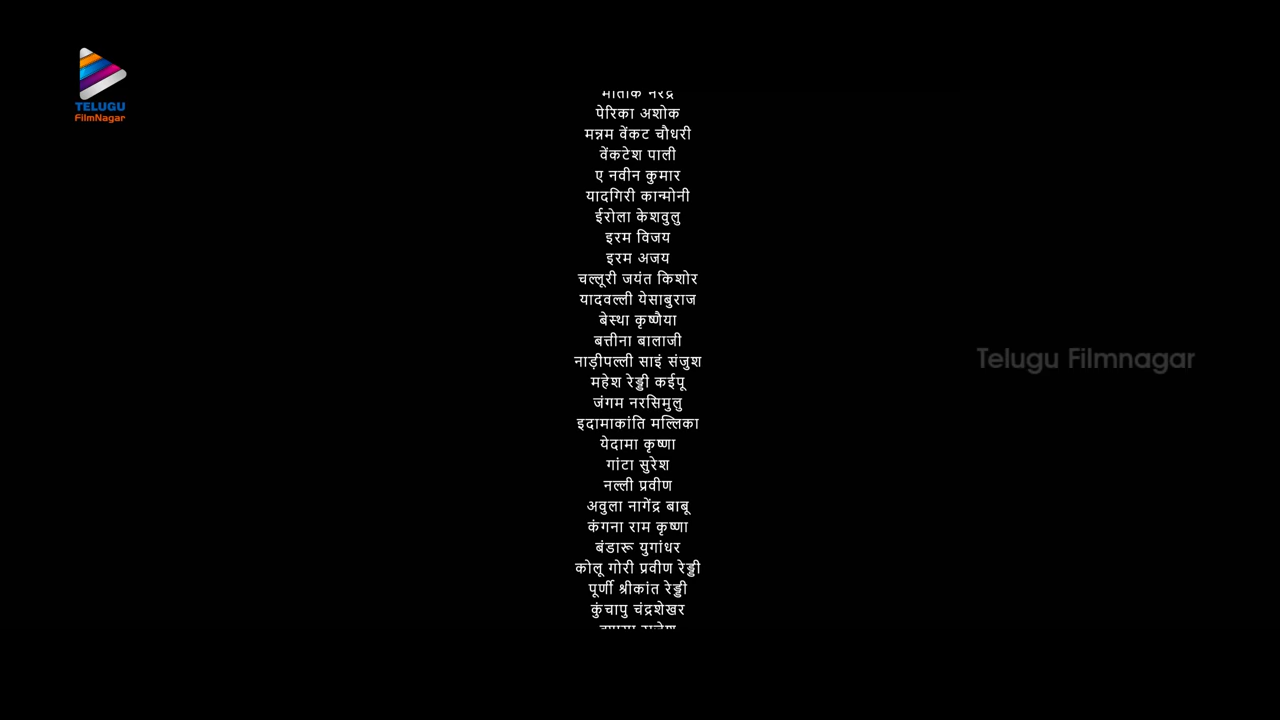 TELUGU
FilmNagar
नरेंद्र
पेरिका अशोक
मन्नम वेंकट चौधरी
वेंकटेश पाली
ए नवीन कुमार
यादगिरी कान्मोनी
ईरोला केशवुलु
इरम विजय
इरम अजय
चल्लूरी जयंत किशोर
यादवल्ली येसाबुराज
बेस्था कृष्णैया
बत्तीना बालाजी
नाड़ीपल्ली साइं संजुश
महेश रेड्डी कईपू
जंगम नरसिमुलु
इदामाकांति मल्लिका
येदामा कृष्णा
गांटा सुरेश
नल्ली प्रवीण
अवुला नागेंद्र बाबू
कंगना राम कृष्णा
बंडारू युगांधर
कोलू गोरी प्रवीण रेड्डी
पूर्णी श्रीकांत रेड्डी
कुंचापु चंद्रशेखर
Telugu Filmnagar